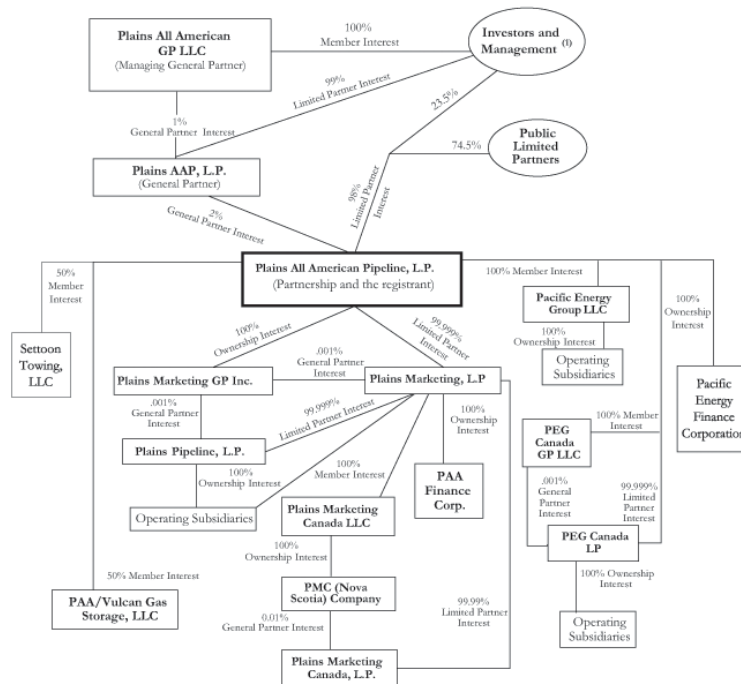 Plains All American
GP LLC
(Managing General Partner)
100%
Member Interest
Investors and
Management (1)
99%
Limited Partner Interest
23.5%
1%
General Partner Interest
Public
Limited
Partners
74.5%
Plains AAP, L.P.
(General Partner)
98%
Limited Partner
Interest
2%
General Partner Interest
Plains All American Pipeline, L.P.
(Partnership and the registrant)
50%
Member
Interest
100% Member Interest
Pacific Energy
Group LLC
100%
Ownership
Interest
100%
Ownership Interest
Operating Subsidiaries
Settoon
Towing,
LLC
100%
Ownership Interest
99.999%
Limited Partner
Interest
Plains Marketing GP Inc.
.001%
General Partner
Interest
Plains Marketing, L.P
Pacific
Energy
Finance
Corporation
.001%
General Partner
Interest
99.999%
Limited Partner Interest
100%
Ownership
Interest
PEG
Canada
GP LLC
100% Member
Interest
Plains Pipeline, L.P.
100%
Ownership Interest
100%
Member Interest
PAA
Finance
Corp.
.001%
General
Partner
Interest
99.999%
Limited
Partner
Interest
Operating Subsidiaries
Plains Marketing
Canada LLC
PEG Canada
LP
100%
Ownership Interest
100% Ownership
Interest
50% Member Interest
PAA/Vulcan Gas
Storage, LLC
PMC (Nova
Scotia) Company
99.99%
Limited Partner
Interest
Operating
Subsidiaries
0.01%
General Partner Interest
Plains Marketing
Canada, L.P.